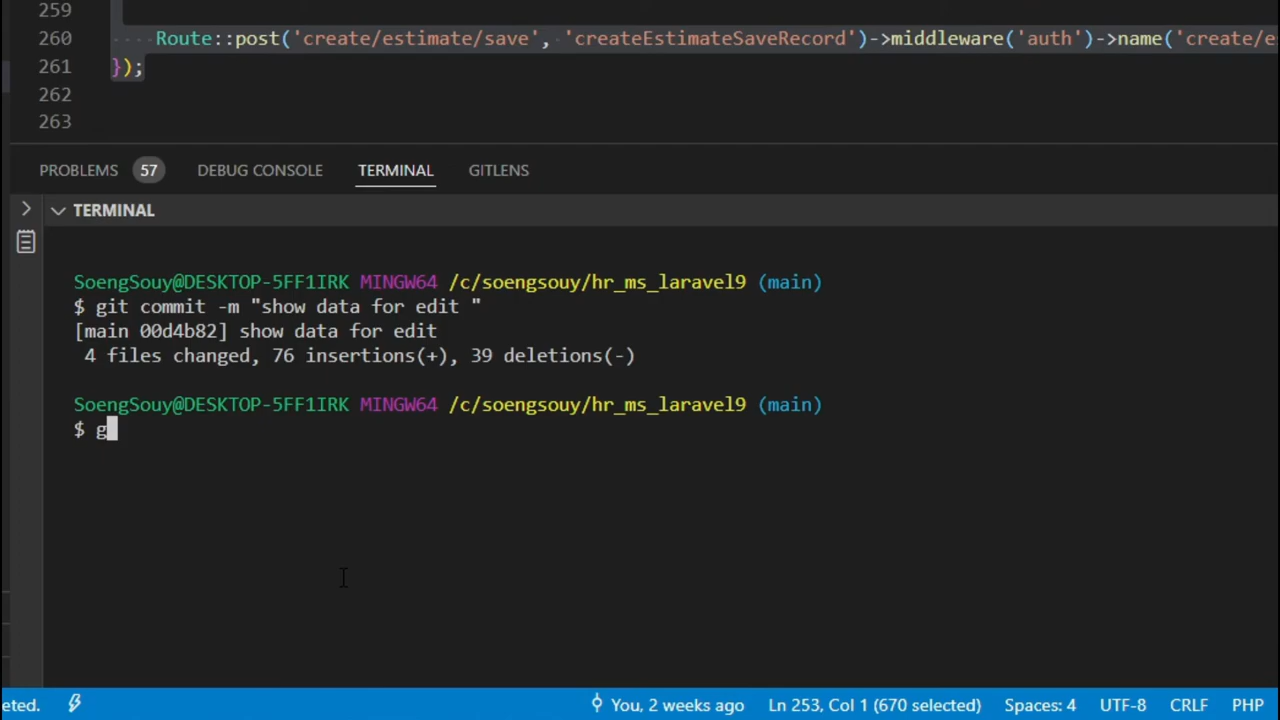 259
260     Route::post('create/estimate/save', 'createEstimateSaveRecord')->middleware('auth')->name('create/es
261 });
262
263
PROBLEMS 57 DEBUG CONSOLE TERMINAL GITLENS
TERMINAL
SoengSouy@DESKTOP-5FF1IRK MINGW64 /c/soengsouy/hr_ms_laravel9 (main)
$ git commit -m "show data for edit "
[main 00d4b82] show data for edit
 4 files changed, 76 insertions(+), 39 deletions(-)
SoengSouy@DESKTOP-5FF1IRK MINGW64 /c/soengsouy/hr_ms_laravel9 (main)
$ g
eted. You, 2 weeks ago Ln 253, Col 1 (670 selected) Spaces: 4 UTF-8 CRLF PHP